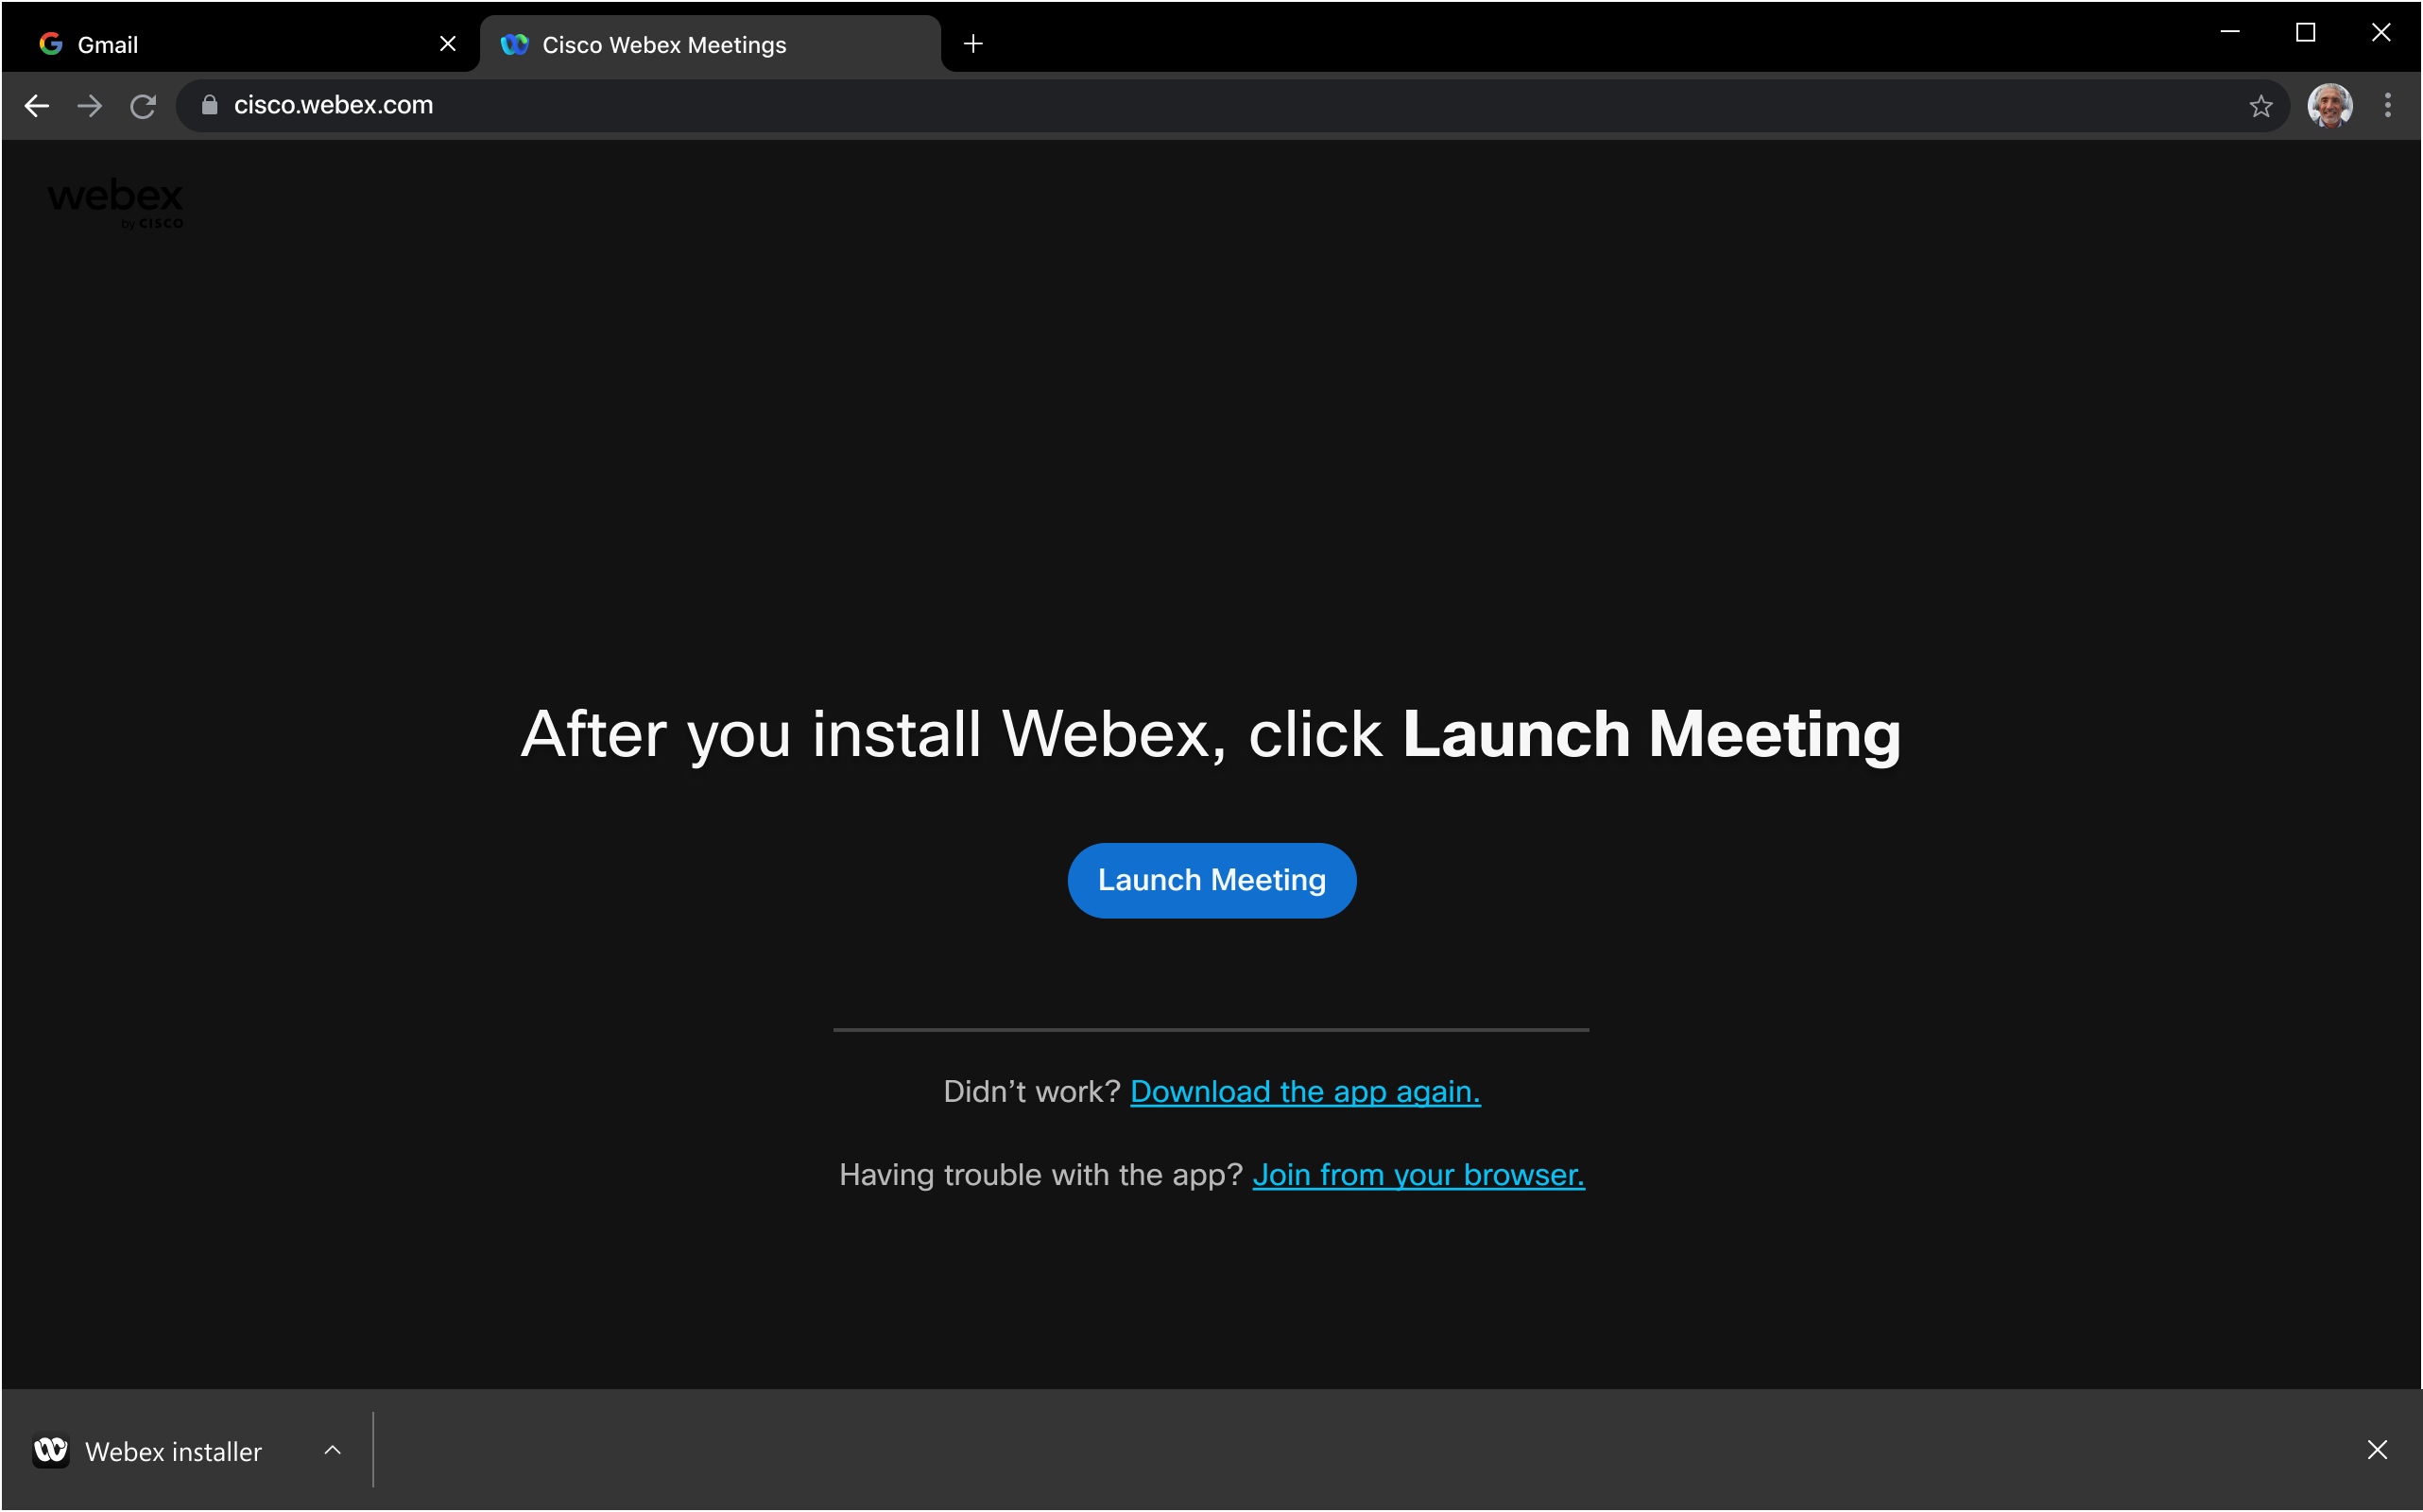 Gmail
Cisco Webex Meetings
cisco.webex.com
webex
by CISCO
After you install Webex, click Launch Meeting
Launch Meeting
Didn’t work? Download the app again.
Having trouble with the app? Join from your browser.
Webex installer